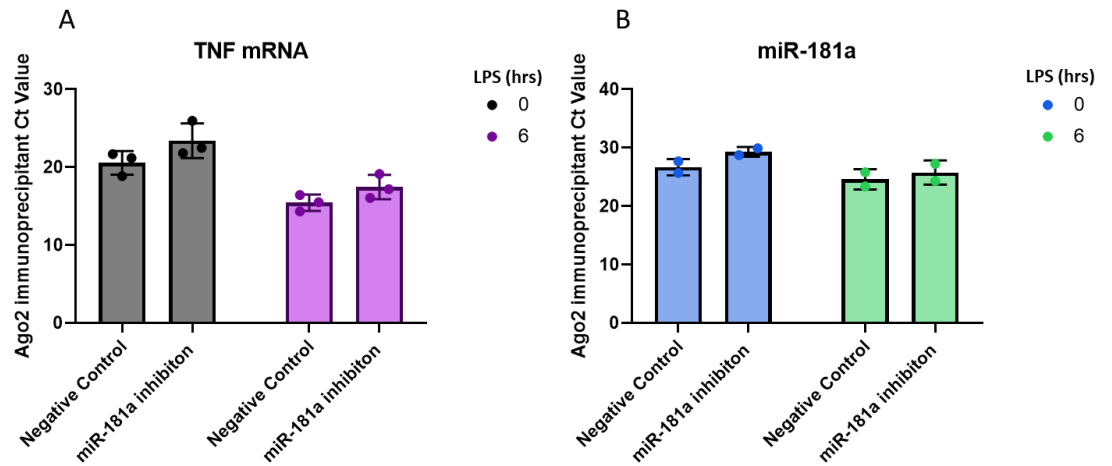 A
TNF mRNA
Ago2 immunoprecipitant Ct Value
30
20
10
0
Negative Control
miR-181a inhibiton
Negative Control
miR-181a inhibiton
LPS (hrs)
0
6
B
miR-181a
Ago2 immunoprecipitant Ct Value
40
30
20
10
0
Negative Control
miR-181a inhibiton
Negative Control
miR-181a inhibiton
LPS (hrs)
0
6